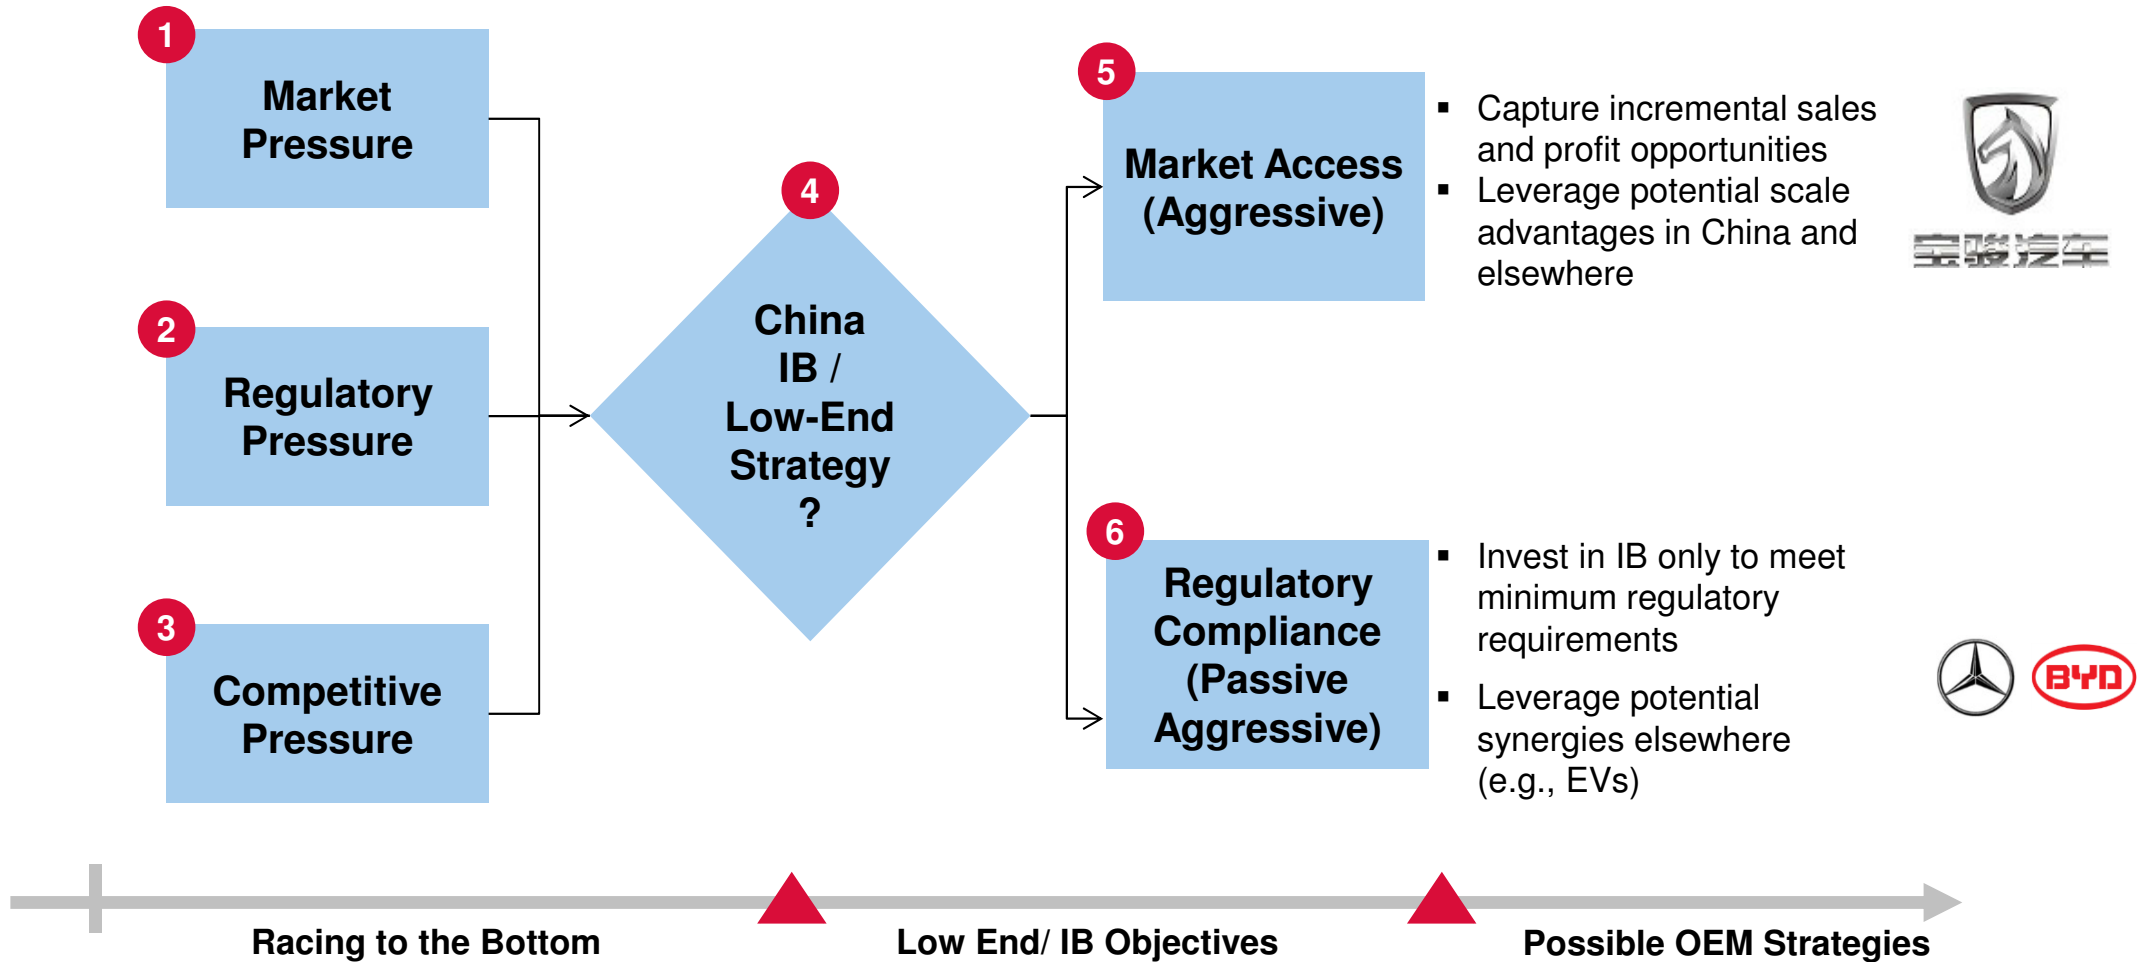 1
Market
Pressure
2
Regulatory
Pressure
3
Competitive
Pressure
4
China
IB /
Low-End
Strategy
?
5
Market Access
(Aggressive)
▪ Capture incremental sales
and profit opportunities
▪ Leverage potential scale
advantages in China and
elsewhere
宝骏汽车
6
Regulatory
Compliance
(Passive
Aggressive)
▪ Invest in IB only to meet
minimum regulatory
requirements
▪ Leverage potential
synergies elsewhere
(e.g., EVs)
BYD
Racing to the Bottom
Low End/ IB Objectives
Possible OEM Strategies